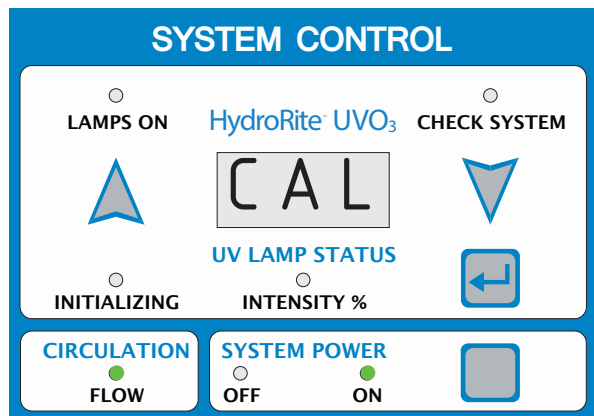 SYSTEM CONTROL
LAMPS ON
HydroRite™ UVO₃
CHECK SYSTEM
CAL
UV LAMP STATUS
INITIALIZING
INTENSITY %
CIRCULATION
FLOW
SYSTEM POWER
OFF
ON